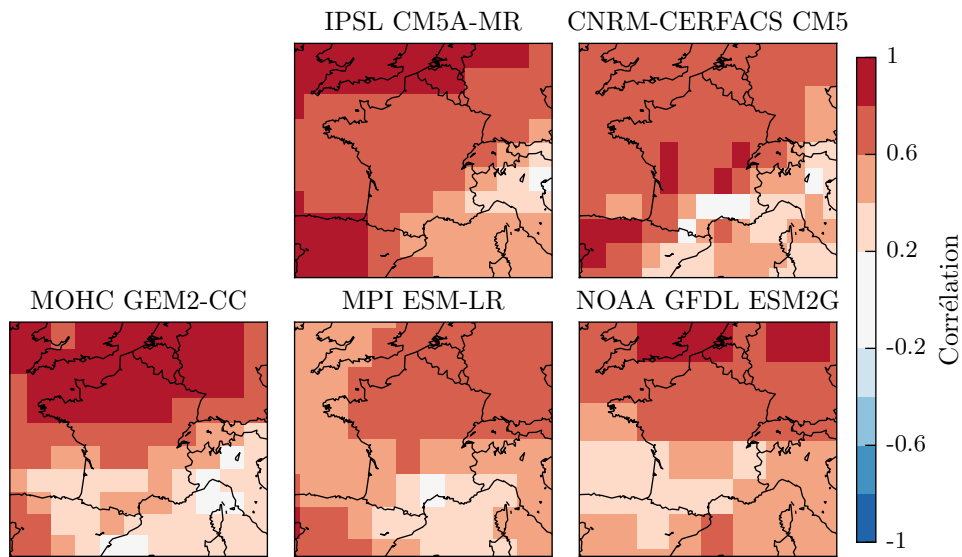 IPSL CM5A-MR
CNRM-CERFACS CM5
MOHC GEM2-CC
MPI ESM-LR
NOAA GFDL ESM2G
1
0.6
0.2
-0.2
-0.6
-1
Corrélation